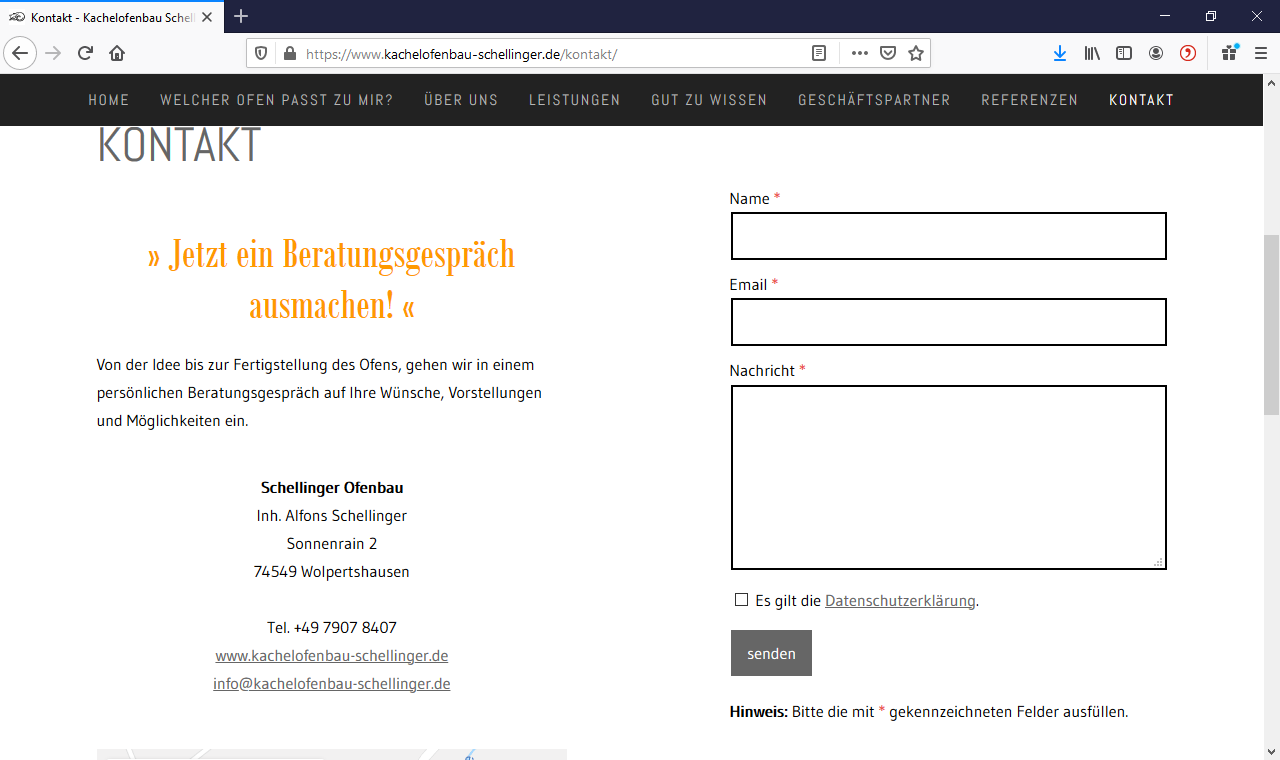 Kontakt - Kachelofenbau Schel
https://www.kachelofenbau-schellinger.de/kontakt/
HOME WELCHER OFEN PASST ZU MIR? ÜBER UNS LEISTUNGEN GUT ZU WISSEN GESCHÄFTSPARTNER REFERENZEN KONTAKT
KONTAKT
» Jetzt ein Beratungsgespräch
ausmachen! «
Von der Idee bis zur Fertigstellung des Ofens, gehen wir in einem
persönlichen Beratungsgespräch auf Ihre Wünsche, Vorstellungen
und Möglichkeiten ein.
Schellinger Ofenbau
Inh. Alfons Schellinger
Sonnenrain 2
74549 Wolpertshausen
Tel. +49 7907 8407
www.kachelofenbau-schellinger.de
info@kachelofenbau-schellinger.de
Name *
Email *
Nachricht *
Es gilt die Datenschutzerklärung.
senden
Hinweis: Bitte die mit * gekennzeichneten Felder ausfüllen.